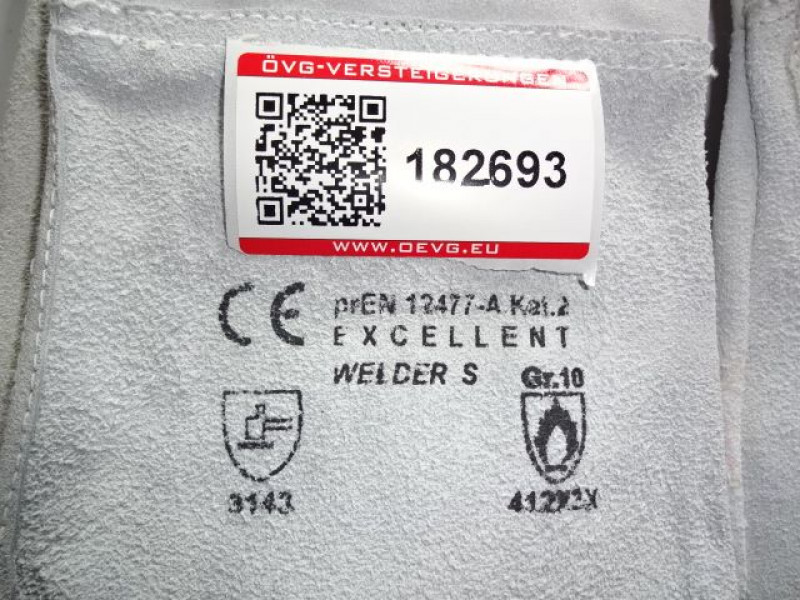 ÖVG-VERSTEIGERUNGEN
182693
WWW.OEVG.EU
CE prEN 12477-A Kat.2
EXCELLENT
WELDER S Gr.10
3143